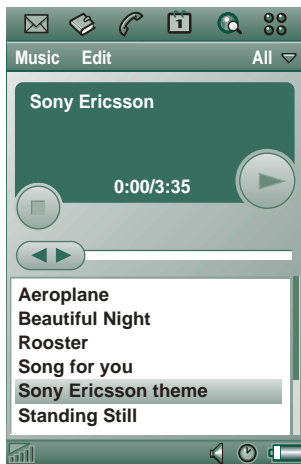 1
Music Edit All
Sony Ericsson
0:00/3:35
Aeroplane
Beautiful Night
Rooster
Song for you
Sony Ericsson theme
Standing Still